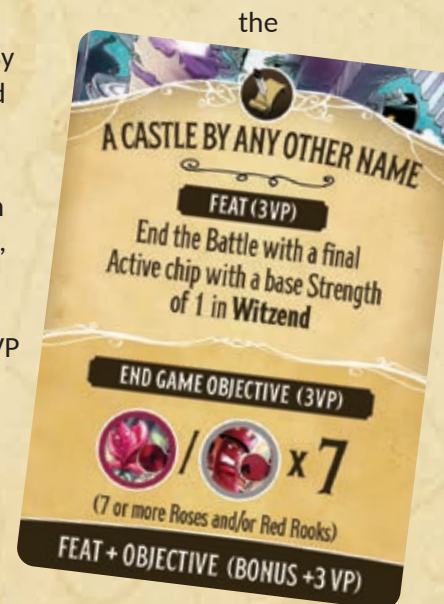 the
y
d
n
,
VP
A CASTLE BY ANY OTHER NAME
FEAT (3VP)
End the Battle with a final
Active chip with a base Strength
of 1 in Witzend
END GAME OBJECTIVE (3VP)
/ x 7
(7 or more Roses and/or Red Rooks)
FEAT + OBJECTIVE (BONUS +3 VP)